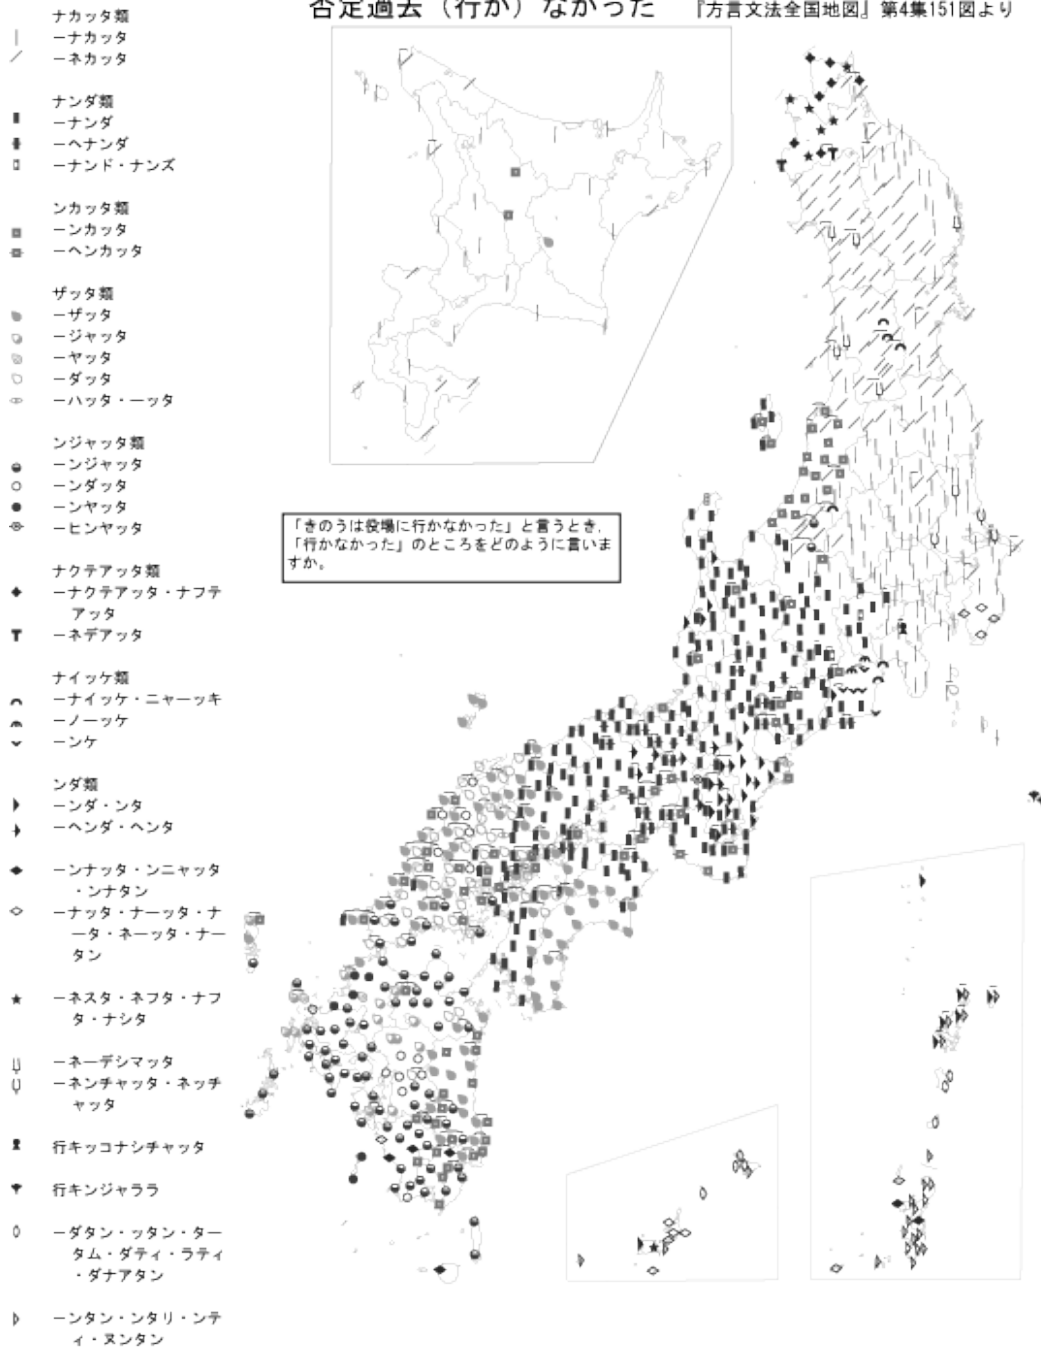 否定過去（行か）なかった　『方言文法全国地図』第4集151図より
ナカッタ類
ーナカッタ
ーネカッタ
ナンダ類
ーナンダ
ーヘナンダ
ーナンド・ナンズ
ンカッタ類
ーンカッタ
ーヘンカッタ
ザッタ類
ーザッタ
ージャッタ
ーヤッタ
ーダッタ
ーハッタ・ーッタ
ンジャッタ類
ーンジャッタ
ーンダッタ
ーンヤッタ
ーヒンヤッタ
ナクテアッタ類
ーナクテアッタ・ナフテ
アッタ
ーネデアッタ
ナイッケ類
ーナイッケ・ニャーッキ
ーノーッケ
ーンケ
ンダ類
ーンダ・ンタ
ーヘンダ・ヘンタ
ーンナッタ・ンニャッタ
・ンナタン
ーナッタ・ナーッタ・ナ
ータ・ネーッタ・ナー
タン
ーネスタ・ネフタ・ナフ
タ・ナシタ
ーネーデシマッタ
ーネンチャッタ・ネッチ
ャッタ
行キッコナシチャッタ
行キンジャララ
ーダタン・ッタン・ター
タム・ダティ・ラティ
・ダナアタン
ーンタン・ンタリ・ンテ
ィ・ヌンタン
「きのうは役場に行かなかった」と言うとき、
「行かなかった」のところをどのように言いま
すか。